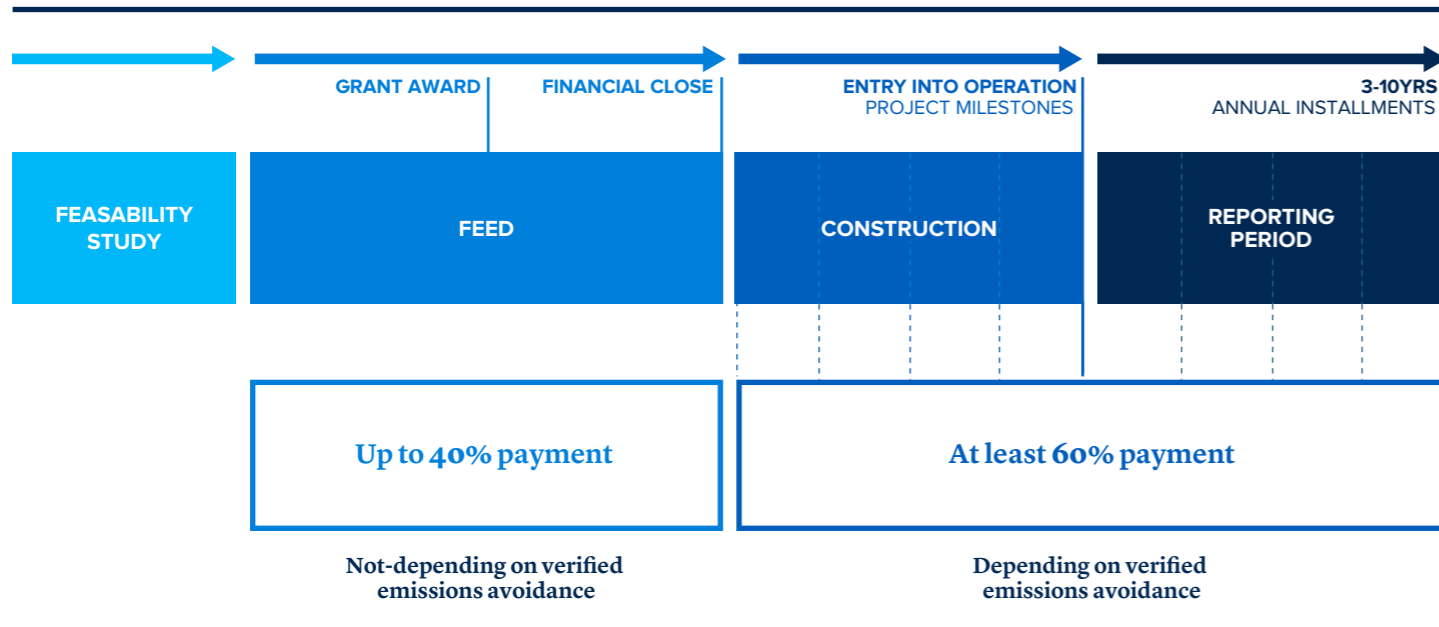 GRANT AWARD
FINANCIAL CLOSE
ENTRY INTO OPERATION
PROJECT MILESTONES
3-10YRS
ANNUAL INSTALLMENTS
FEASABILITY
STUDY
FEED
CONSTRUCTION
REPORTING
PERIOD
Up to 40% payment
At least 60% payment
Not-depending on verified
emissions avoidance
Depending on verified
emissions avoidance